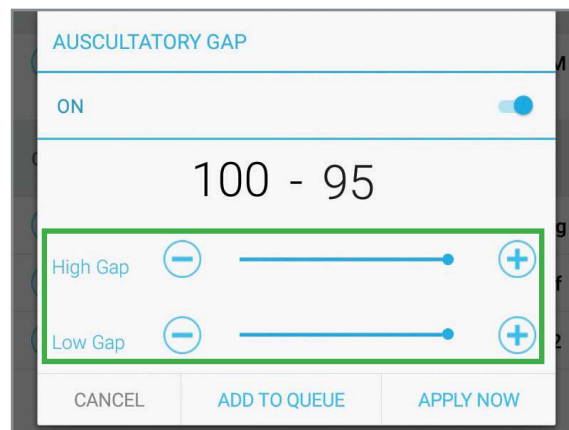 AUSCULTATORY GAP
ON
100 - 95
High Gap
Low Gap
CANCEL ADD TO QUEUE APPLY NOW